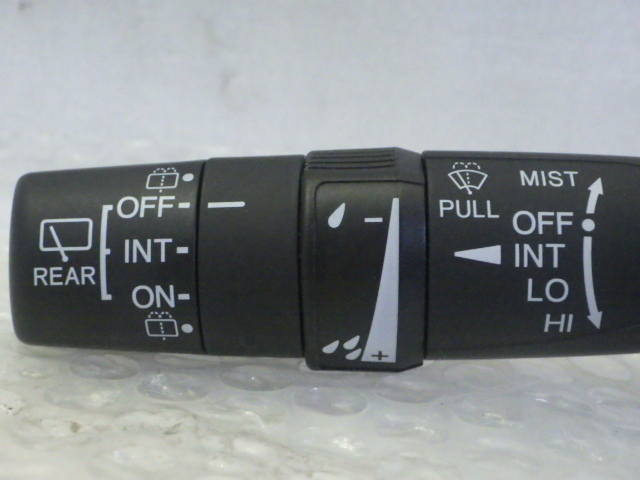 REAR
OFF
INT
ON
−
+
PULL
MIST
OFF
INT
LO
HI